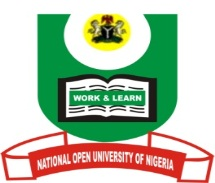 WORK & LEARN
NATIONAL OPEN UNIVERSITY OF NIGERIA